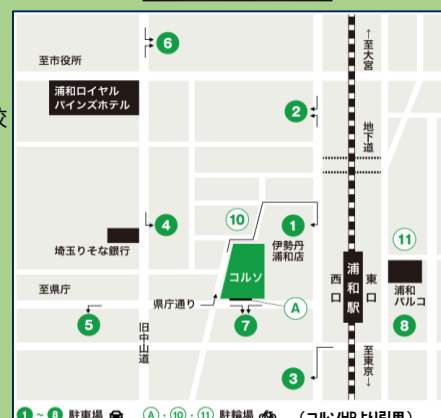 至市役所
6
↑至大宮
浦和ロイヤル
パインズホテル
校
2
地下道
4
10
1
11
伊勢丹
浦和店
埼玉りそな銀行
コルソ
西口
浦和駅
東口
浦和
パルコ
至県庁
県庁通り
A
5
7
8
旧中山道
3
至東京↓
1 ~ 8 駐車場
A・10・11 駐輪場
(コルソHPより引用)